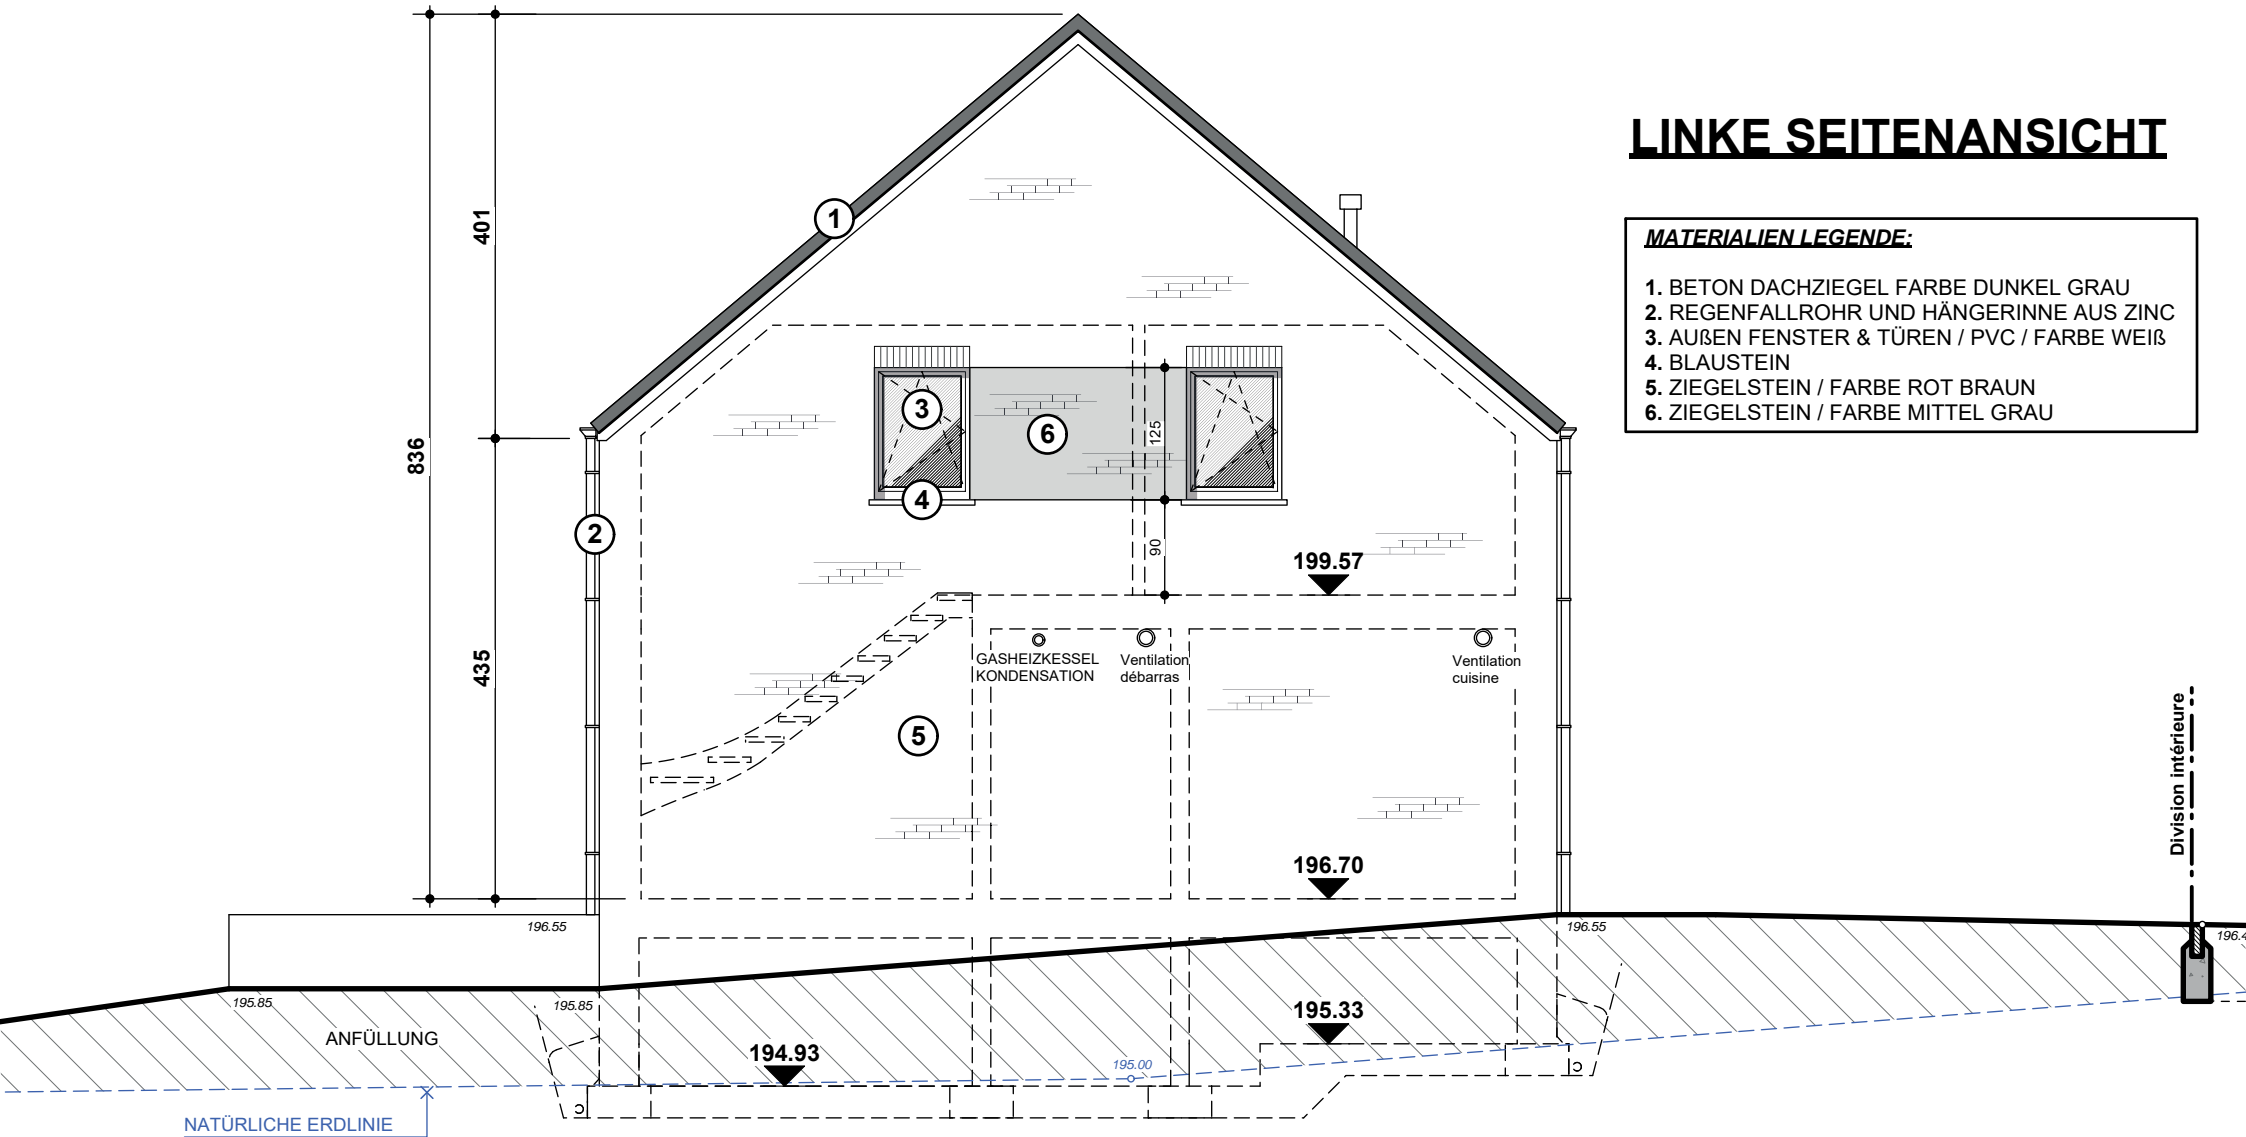 LINKE SEITENANSICHT
MATERIALIEN LEGENDE:
1. BETON DACHZIEGEL FARBE DUNKEL GRAU
2. REGENFALLROHR UND HÄNGERINNE AUS ZINC
3. AUßEN FENSTER & TÜREN / PVC / FARBE WEIß
4. BLAUSTEIN
5. ZIEGELSTEIN / FARBE ROT BRAUN
6. ZIEGELSTEIN / FARBE MITTEL GRAU
401
1
836
3
6
125
4
2
90
199.57
435
GASHEIZKESSEL
KONDENSATION
Ventilation
débarras
Ventilation
cuisine
5
Division intérieure
196.70
196.55
196.55
196.4
195.85
195.85
ANFÜLLUNG
195.33
194.93
195.00
C
C
NATÜRLICHE ERDLINIE